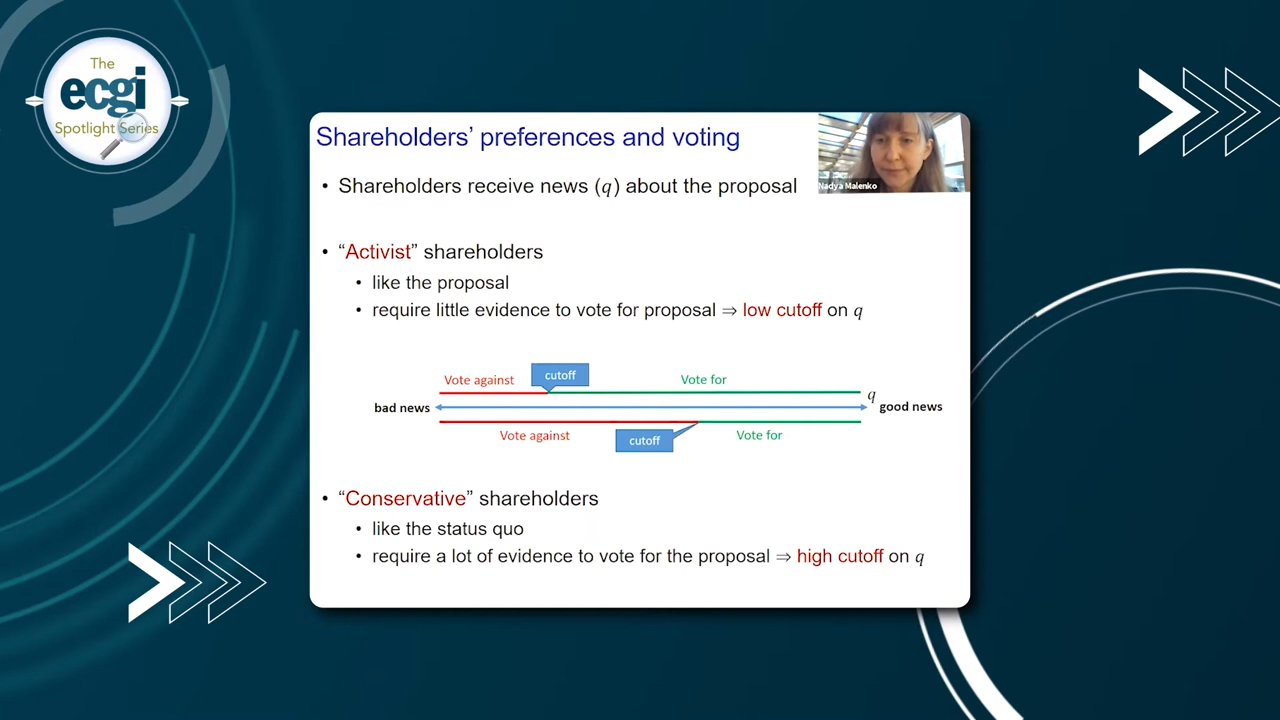 The
ecgi
Spotlight Series
Shareholders' preferences and voting
Nadya Malenko
• Shareholders receive news (q) about the proposal
• “Activist” shareholders
• like the proposal
• require little evidence to vote for proposal ⇒ low cutoff on q
Vote against cutoff Vote for
q
bad news good news
Vote against cutoff Vote for
• “Conservative” shareholders
• like the status quo
• require a lot of evidence to vote for the proposal ⇒ high cutoff on q